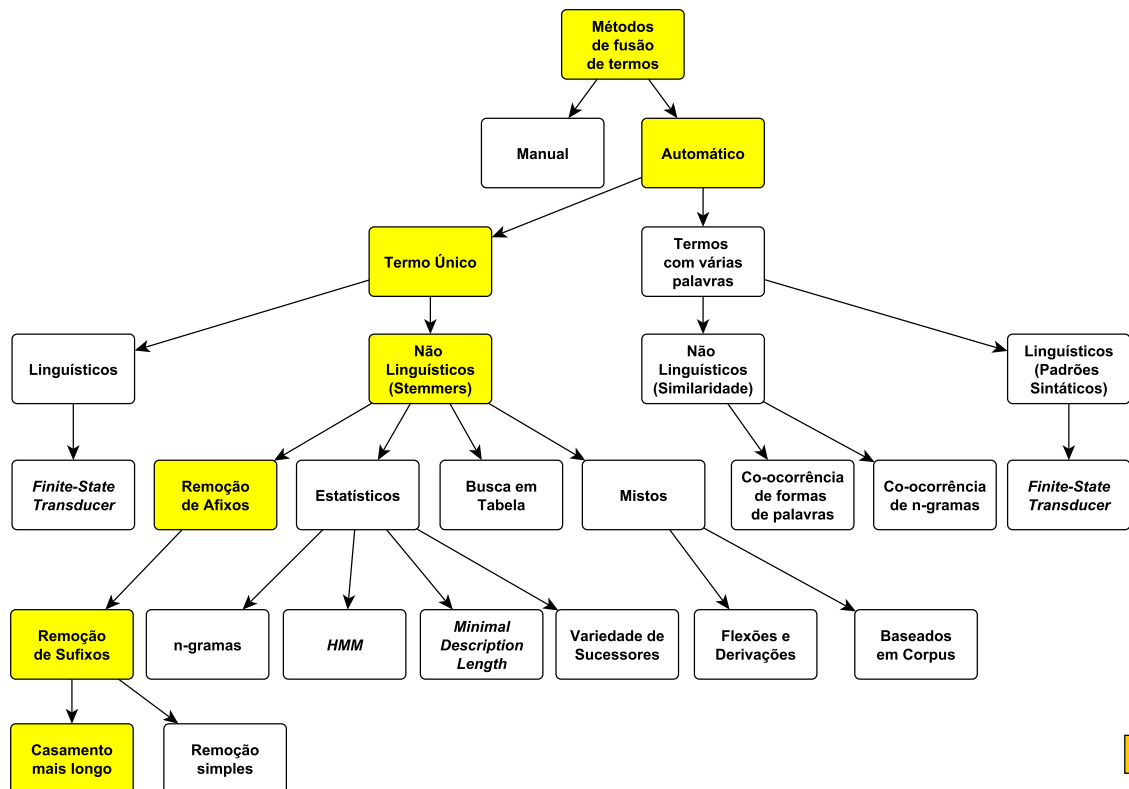 Métodos
de fusão
de termos
Manual
Automático
Termo Único
Termos
com várias
palavras
Linguísticos
Não
Linguísticos
(Stemmers)
Não
Linguísticos
(Similaridade)
Linguísticos
(Padrões
Sintáticos)
Finite-State
Transducer
Remoção
de Afixos
Estatísticos
Busca em
Tabela
Mistos
Co-ocorrência
de formas
de palavras
Co-ocorrência
de n-gramas
Finite-State
Transducer
Remoção
de Sufixos
n-gramas
HMM
Minimal
Description
Length
Variedade de
Sucessores
Flexões e
Derivações
Baseados
em Corpus
Casamento
mais longo
Remoção
simples